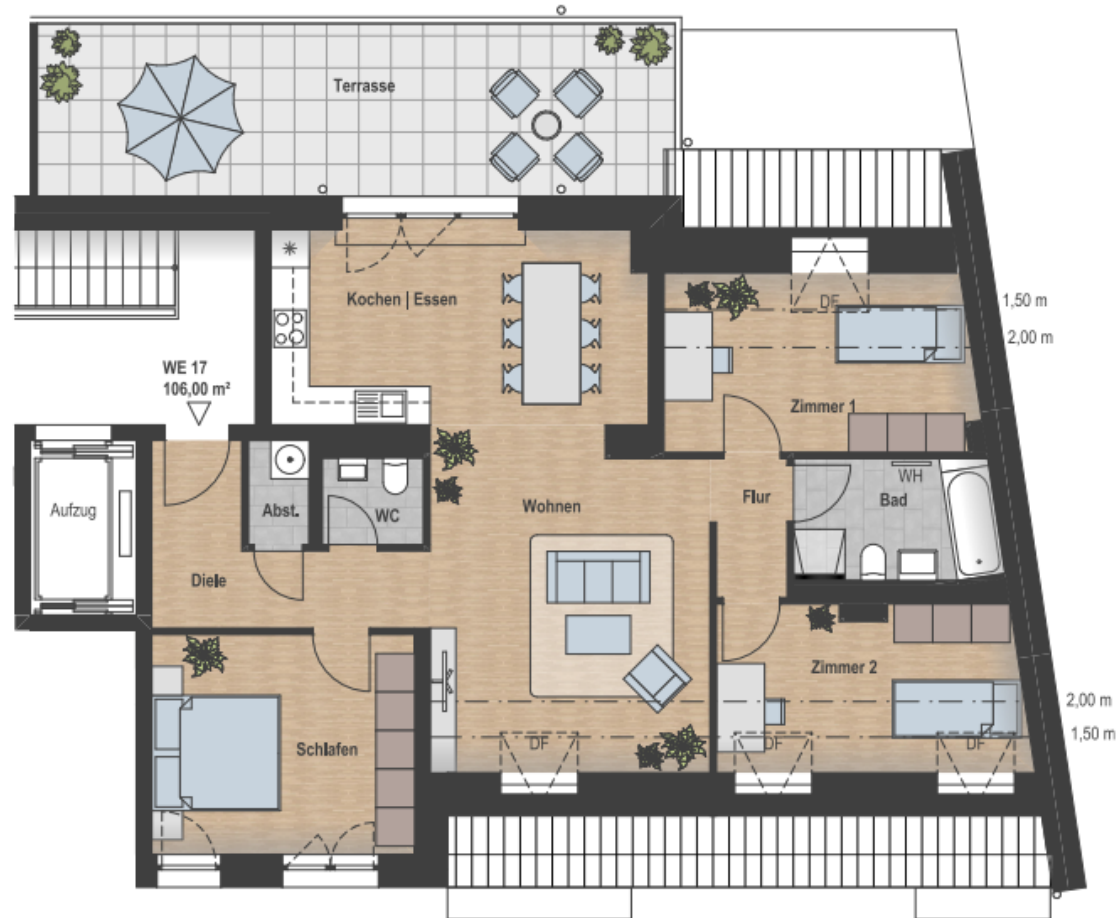 Terrasse
Kochen | Essen
DF
1,50 m
2,00 m
WE 17
106,00 m²
Zimmer 1
WH
Aufzug
Abst.
WC
Wohnen
Flur
Bad
Diele
Zimmer 2
Schlafen
2,00 m
1,50 m
DF
DF
DF